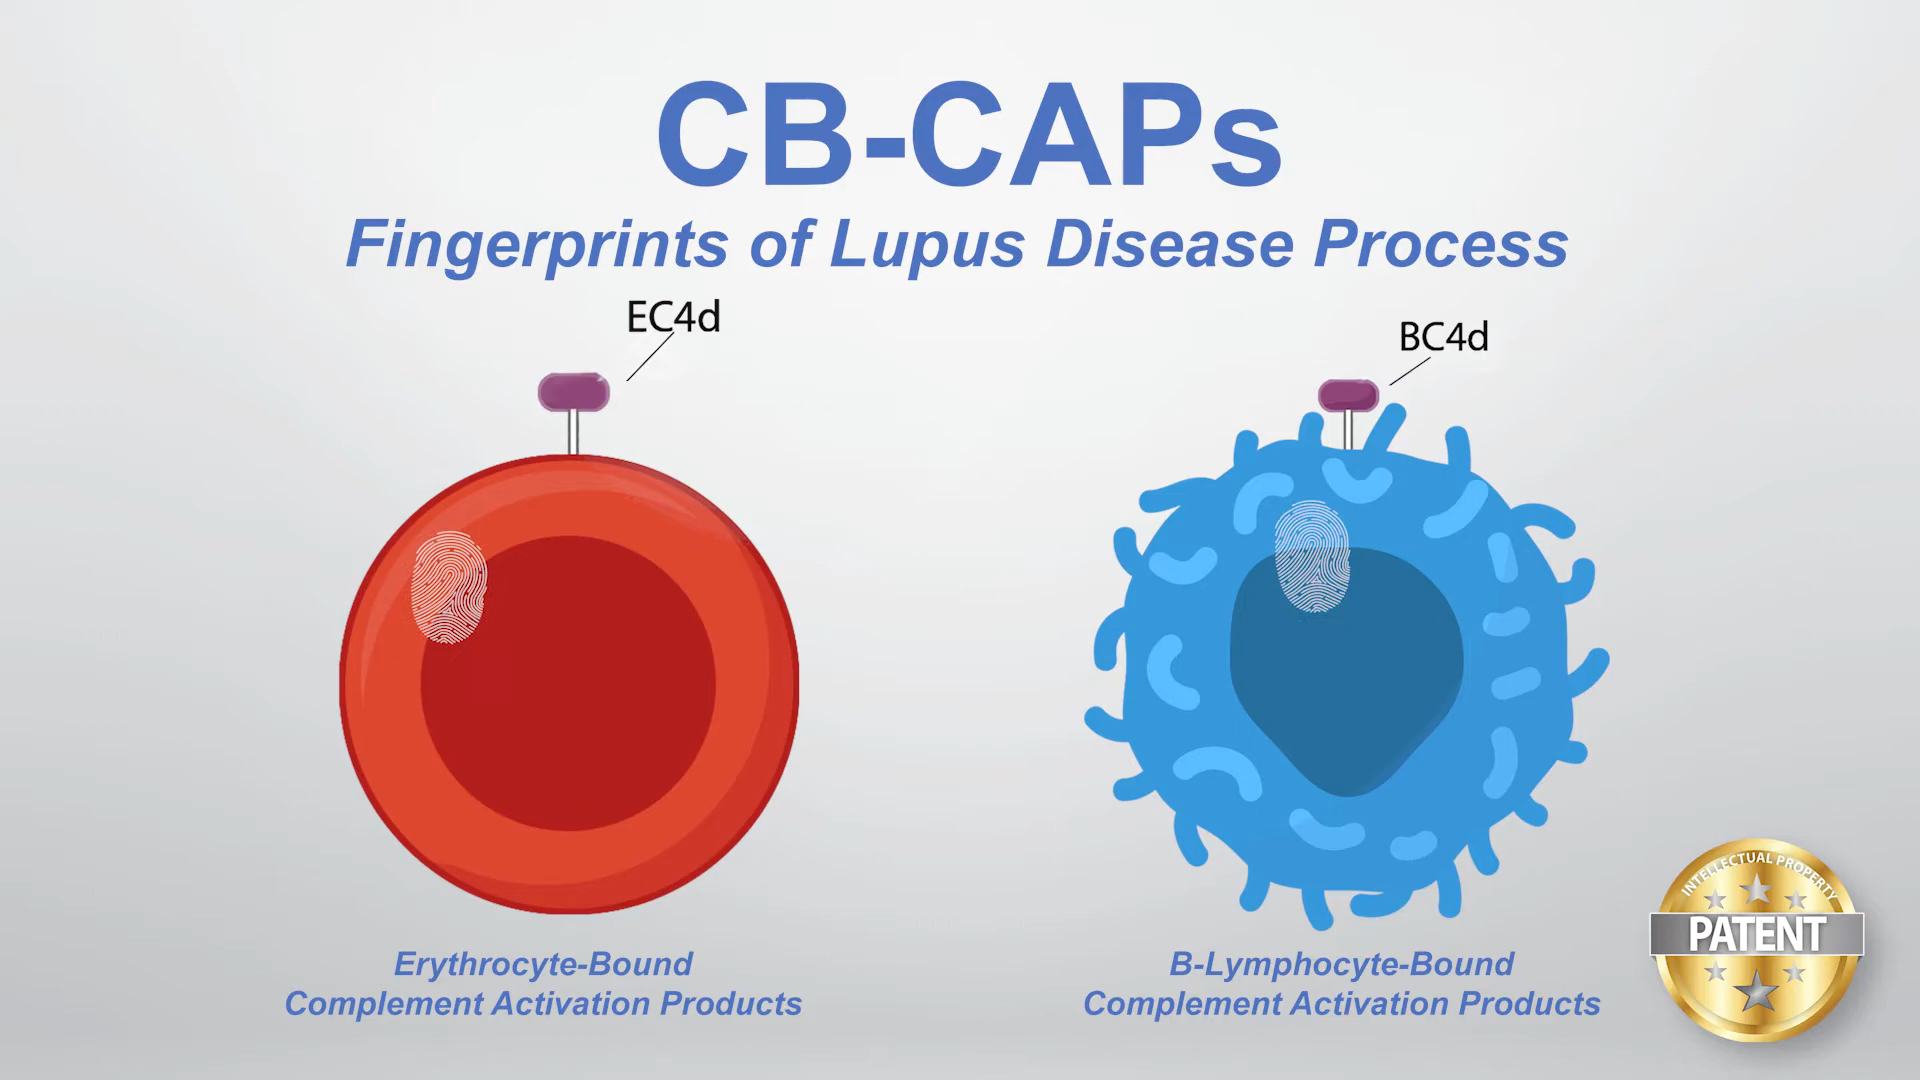 CB-CAPs
Fingerprints of Lupus Disease Process
EC4d
BC4d
Erythrocyte-Bound
Complement Activation Products
B-Lymphocyte-Bound
Complement Activation Products
INTELLECTUAL PROPERTY
PATENT